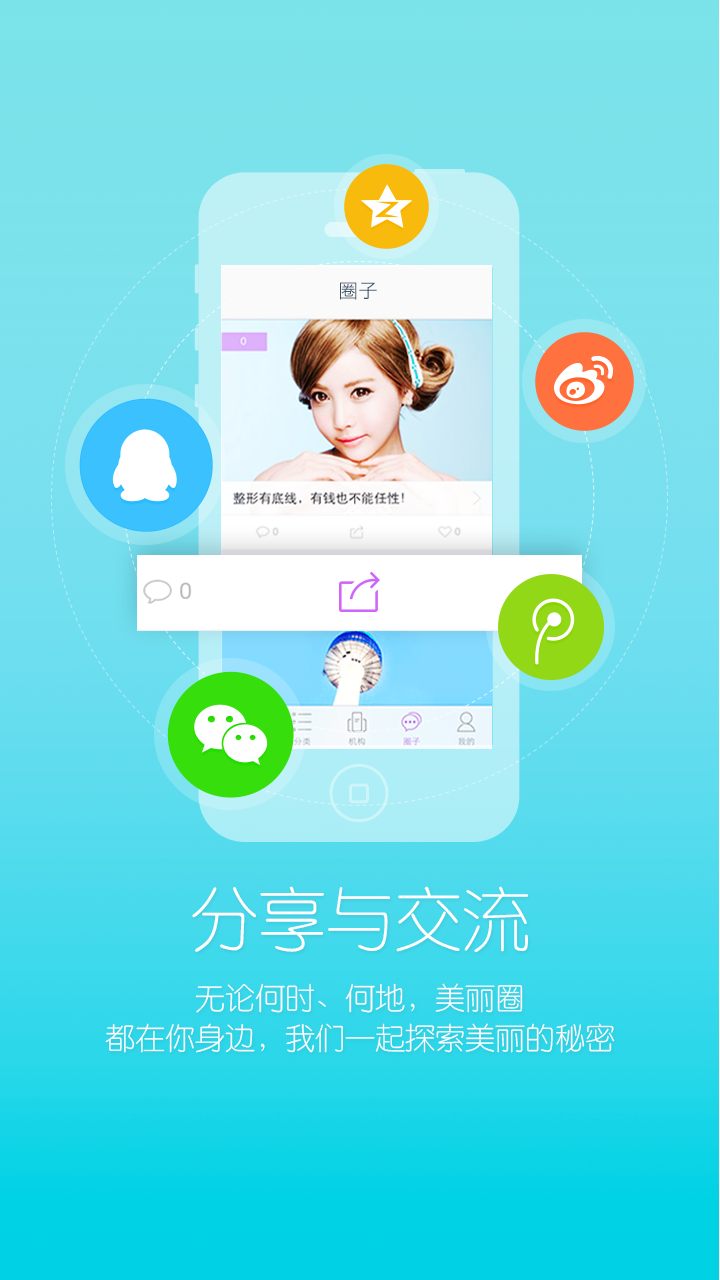 圈子
0
整形有底线，有钱也不能任性！
0
0
0
分类
机构
圈子
我的
分享与交流
无论何时、何地，美丽圈
都在你身边，我们一起探索美丽的秘密